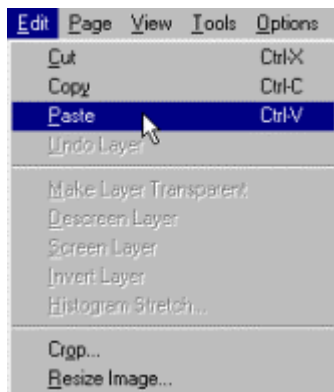 Edit Page View Tools Options
Cut Ctrl-X
Copy Ctrl-C
Paste Ctrl-V
Undo Layer
Make Layer Transparent
Descreen Layer
Screen Layer
Invert Layer
Histogram Stretch...
Crop...
Resize Image...